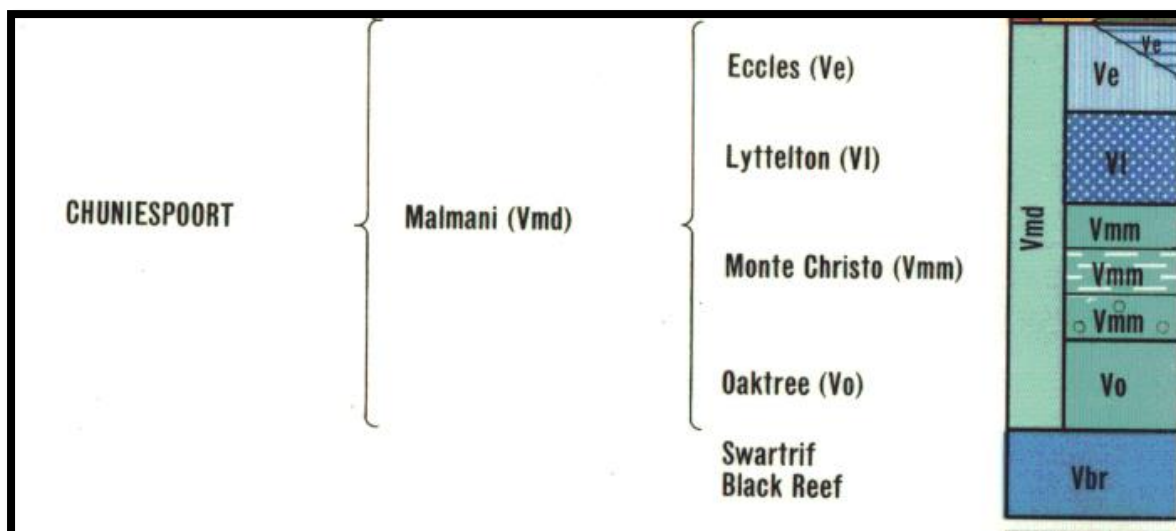 CHUNIESPOORT
Malmani (Vmd)
Eccles (Ve)
Lyttelton (Vl)
Monte Christo (Vmm)
Oaktree (Vo)
Swartrif
Black Reef
Vmd
Ve
Ve
Vl
Vmm
Vmm
Vmm
Vo
Vbr